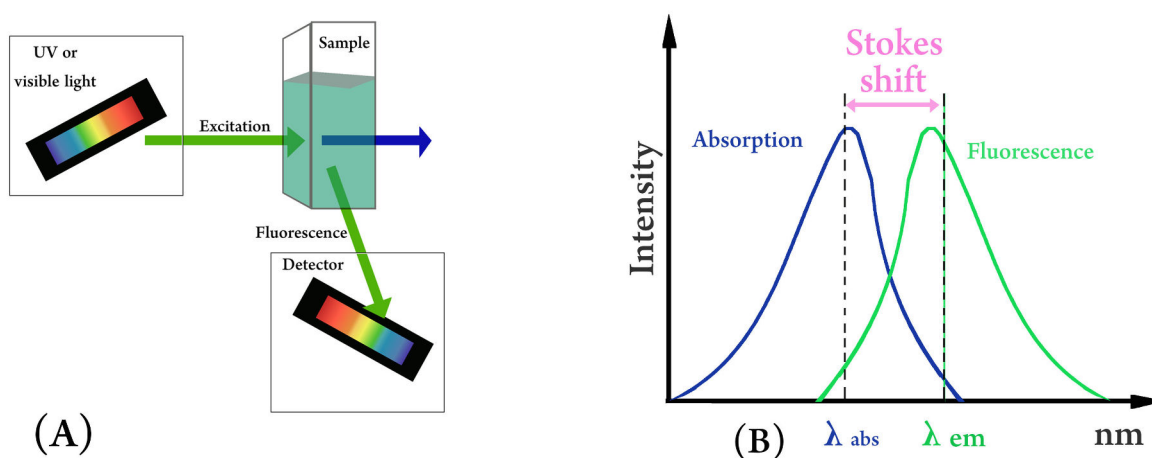 UV or
visible light
Excitation
Sample
Fluorescence
Detector
(A)
Stokes
shift
Absorption
Fluorescence
Intensity
λ abs
λ em
nm
(B)